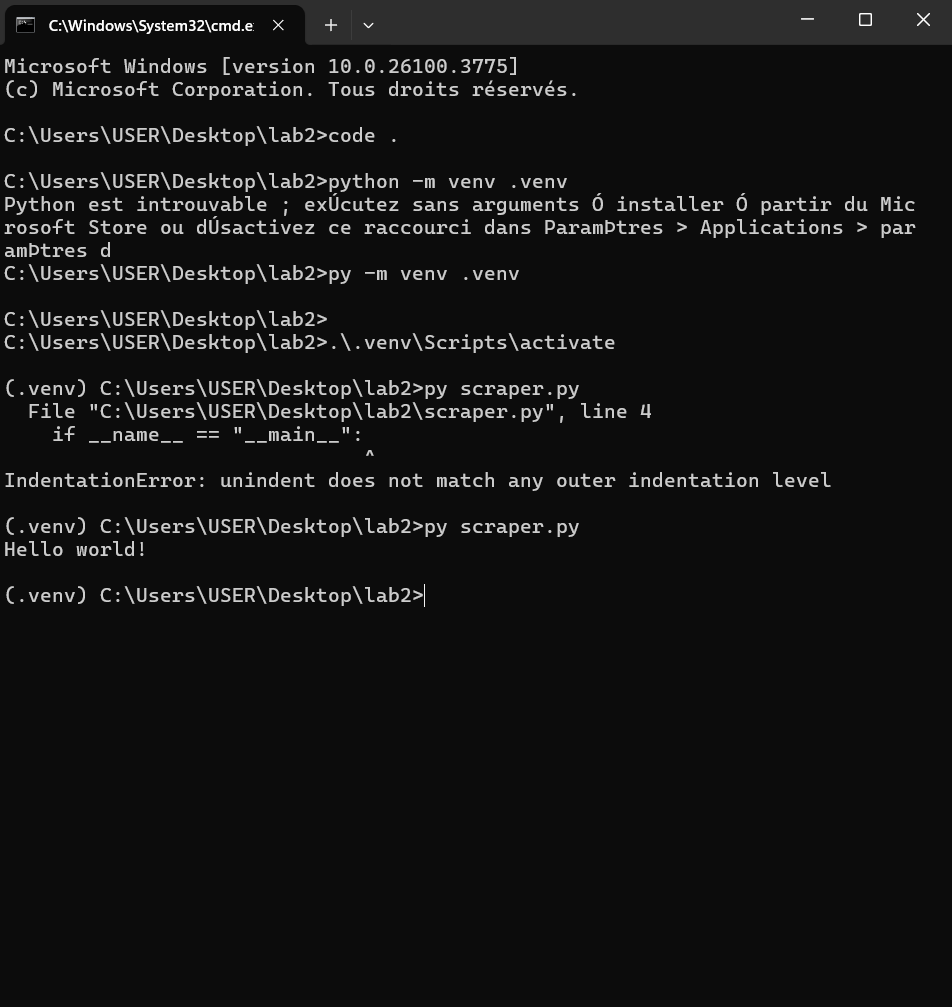 C:\Windows\System32\cmd.e
Microsoft Windows [version 10.0.26100.3775]
(c) Microsoft Corporation. Tous droits réservés.
C:\Users\USER\Desktop\lab2>code .
C:\Users\USER\Desktop\lab2>python -m venv .venv
Python est introuvable ; exÚcutez sans arguments Ó installer Ó partir du Mic
rosoft Store ou dÚsactivez ce raccourci dans ParamÞtres > Applications > par
amÞtres d
C:\Users\USER\Desktop\lab2>py -m venv .venv
C:\Users\USER\Desktop\lab2>
C:\Users\USER\Desktop\lab2>.\.venv\Scripts\activate
(.venv) C:\Users\USER\Desktop\lab2>py scraper.py
  File "C:\Users\USER\Desktop\lab2\scraper.py", line 4
    if __name__ == "__main__":
                              ^
IndentationError: unindent does not match any outer indentation level
(.venv) C:\Users\USER\Desktop\lab2>py scraper.py
Hello world!
(.venv) C:\Users\USER\Desktop\lab2>